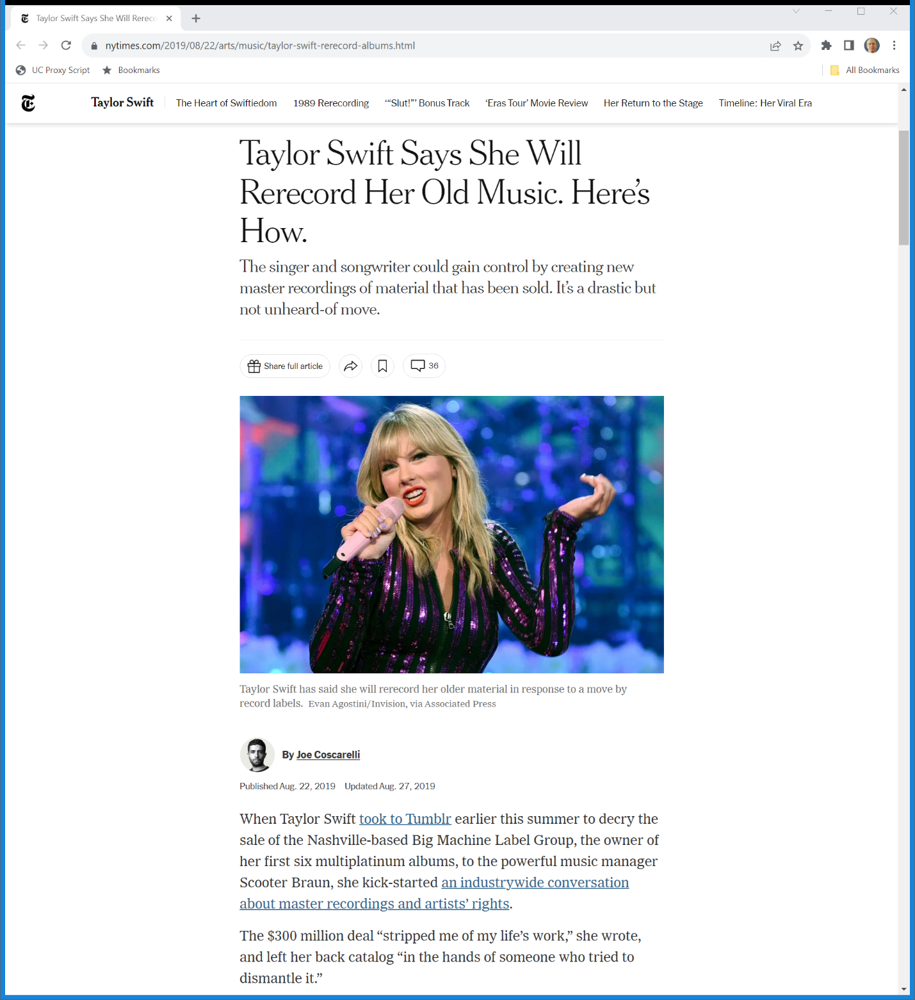 Taylor Swift Says She Will Rereco
nytimes.com/2019/08/22/arts/music/taylor-swift-rerecord-albums.html
UC Proxy Script Bookmarks All Bookmarks
Taylor Swift The Heart of Swiftiedom 1989 Rerecording “‘Slut!’” Bonus Track ‘Eras Tour’ Movie Review Her Return to the Stage Timeline: Her Viral Era
Taylor Swift Says She Will
Rerecord Her Old Music. Here’s
How.
The singer and songwriter could gain control by creating new
master recordings of material that has been sold. It’s a drastic but
not unheard-of move.
Share full article 36
Taylor Swift has said she will rerecord her older material in response to a move by
record labels. Evan Agostini/Invision, via Associated Press
By Joe Coscarelli
Published Aug. 22, 2019 Updated Aug. 27, 2019
When Taylor Swift took to Tumblr earlier this summer to decry the
sale of the Nashville-based Big Machine Label Group, the owner of
her first six multiplatinum albums, to the powerful music manager
Scooter Braun, she kick-started an industrywide conversation
about master recordings and artists’ rights.
The $300 million deal “stripped me of my life’s work,” she wrote,
and left her back catalog “in the hands of someone who tried to
dismantle it.”